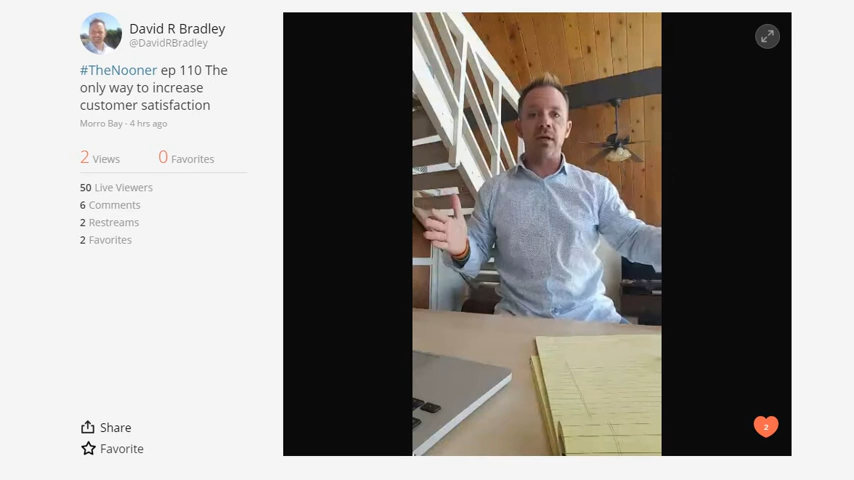 David R Bradley
@DavidRBradley
#TheNooner ep 110 The
only way to increase
customer satisfaction
Morro Bay - 4 hrs ago
2 Views
0 Favorites
50 Live Viewers
6 Comments
2 Restreams
2 Favorites
Share
Favorite
2